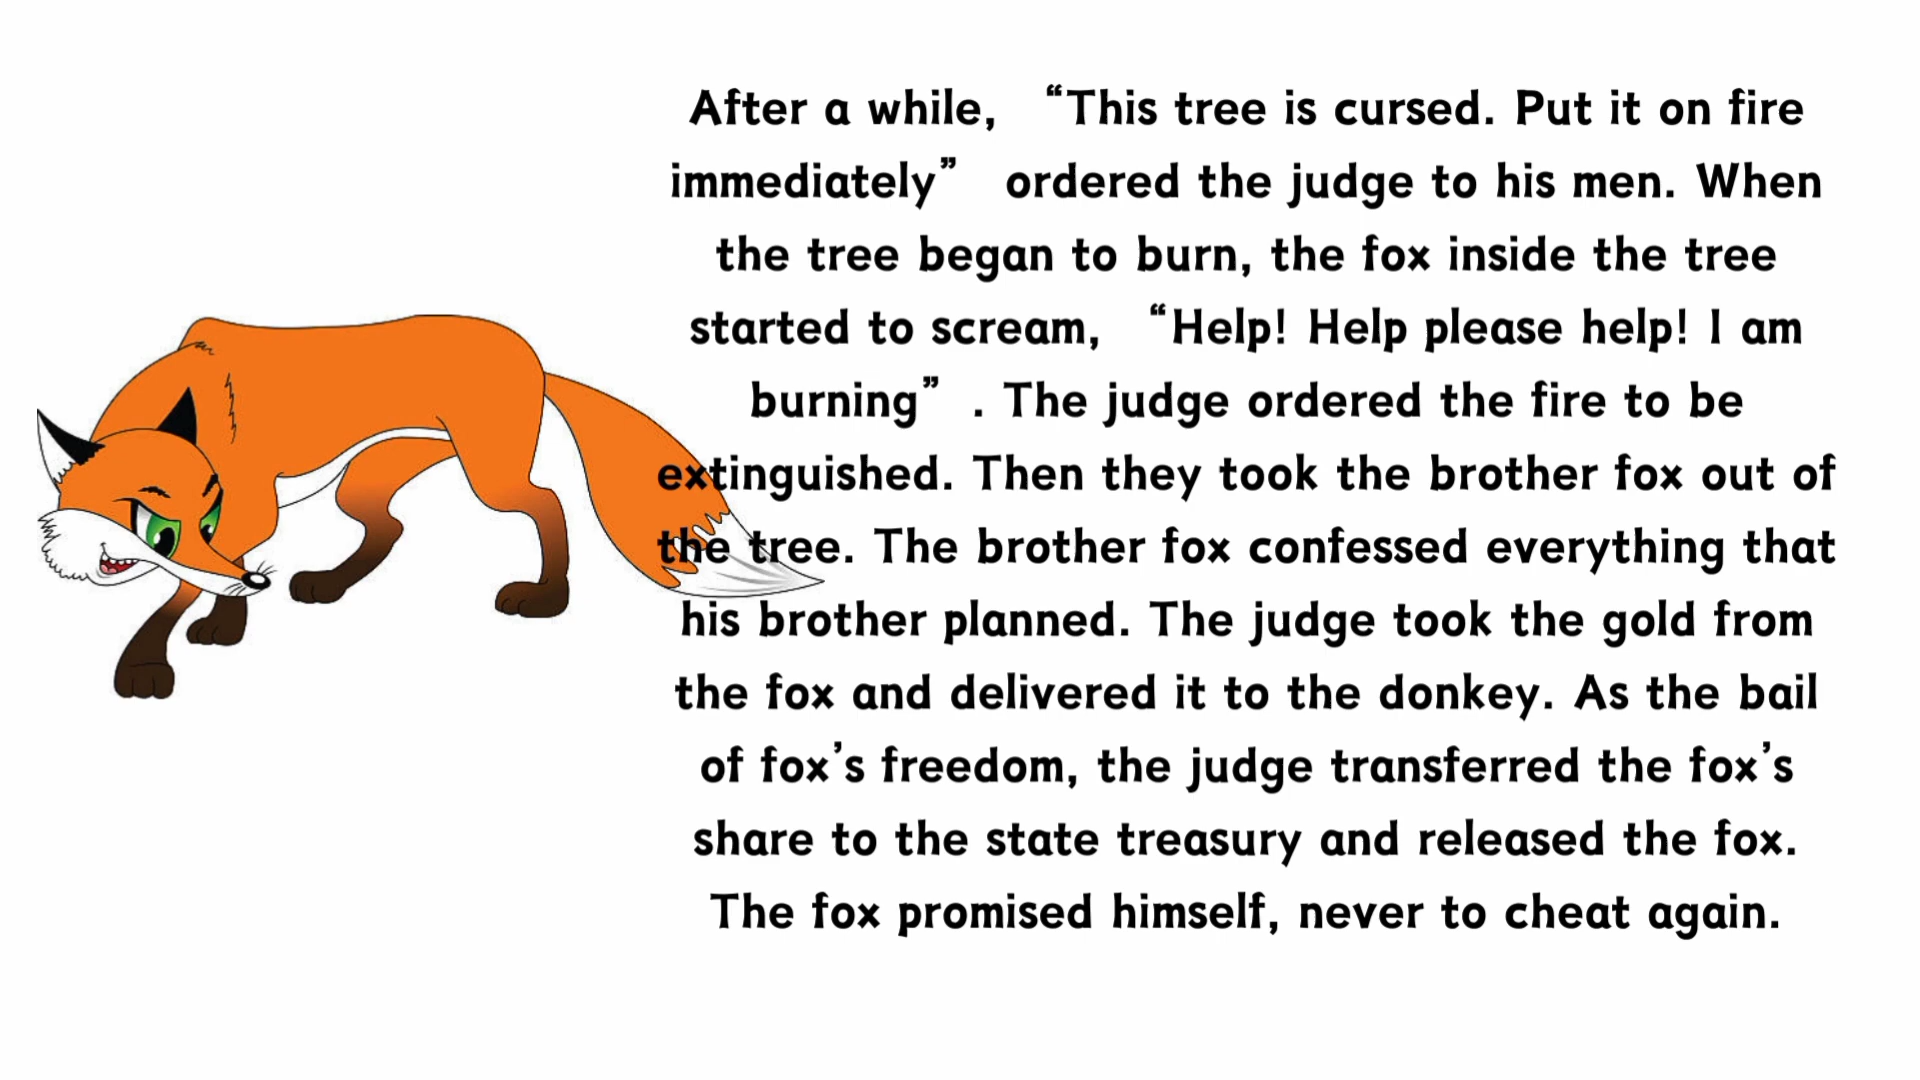 After a while, “This tree is cursed. Put it on fire
immediately” ordered the judge to his men. When
the tree began to burn, the fox inside the tree
started to scream, “Help! Help please help! I am
burning” . The judge ordered the fire to be
extinguished. Then they took the brother fox out of
the tree. The brother fox confessed everything that
his brother planned. The judge took the gold from
the fox and delivered it to the donkey. As the bail
of fox’s freedom, the judge transferred the fox’s
share to the state treasury and released the fox.
The fox promised himself, never to cheat again.